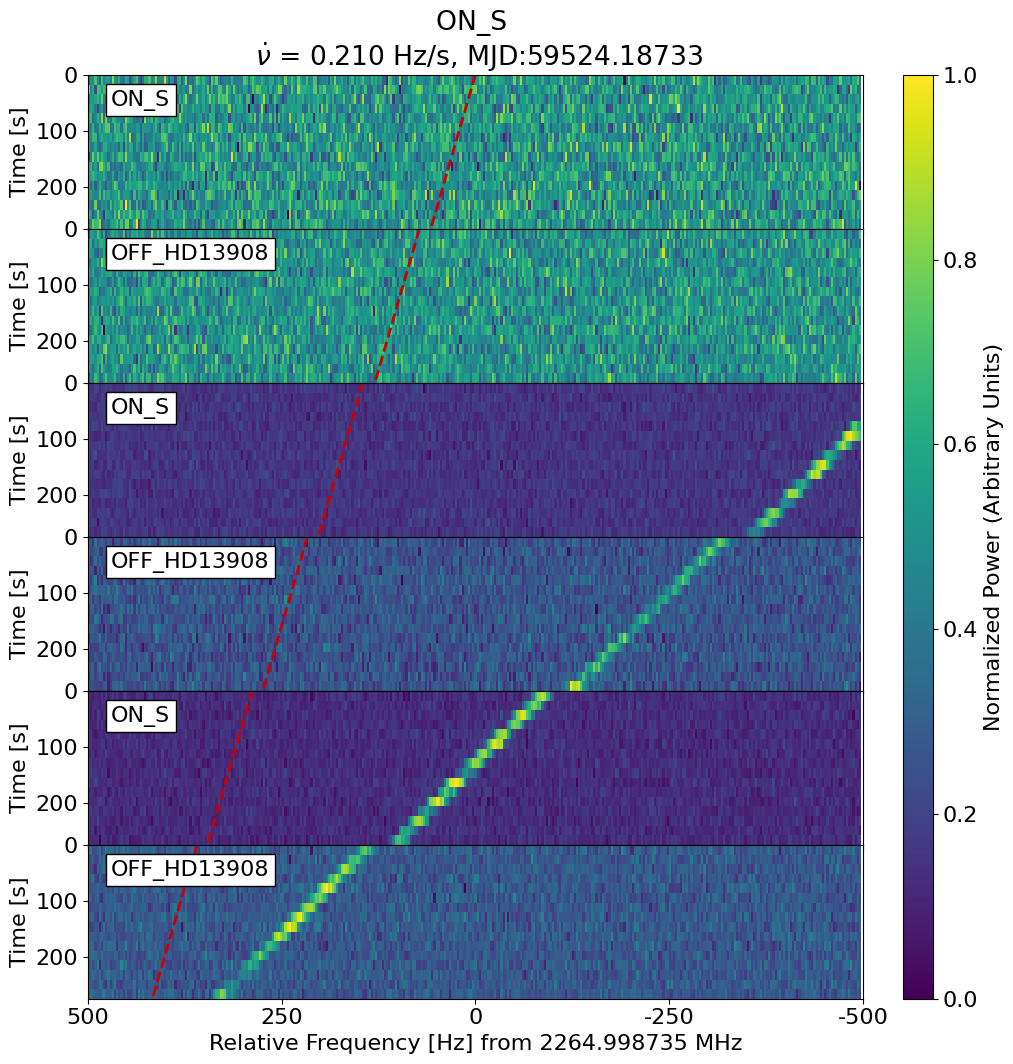 ON_S
ν̇ = 0.210 Hz/s, MJD:59524.18733
0
100
200
Time [s]
ON_S
0
100
200
Time [s]
OFF_HD13908
0
100
200
Time [s]
ON_S
0
100
200
Time [s]
OFF_HD13908
0
100
200
Time [s]
ON_S
0
100
200
Time [s]
OFF_HD13908
500
250
0
-250
-500
Relative Frequency [Hz] from 2264.998735 MHz
1.0
0.8
0.6
0.4
0.2
0.0
Normalized Power (Arbitrary Units)